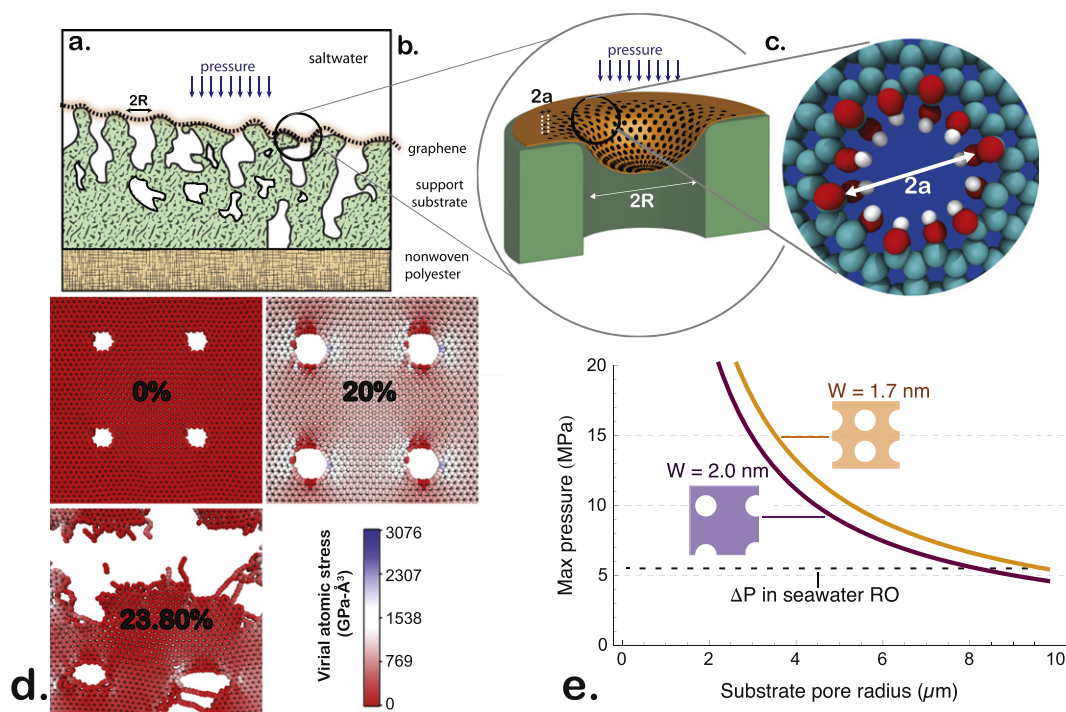 a.
pressure
saltwater
2R
graphene
support
substrate
nonwoven
polyester
b.
pressure
2a
2R
c.
2a
0%
20%
23.80%
d.
Virial atomic stress
(GPa-Å³)
3076
2307
1538
769
0
20
15
10
5
0
Max pressure (MPa)
W = 1.7 nm
W = 2.0 nm
ΔP in seawater RO
0
2
4
6
8
10
Substrate pore radius (μm)
e.